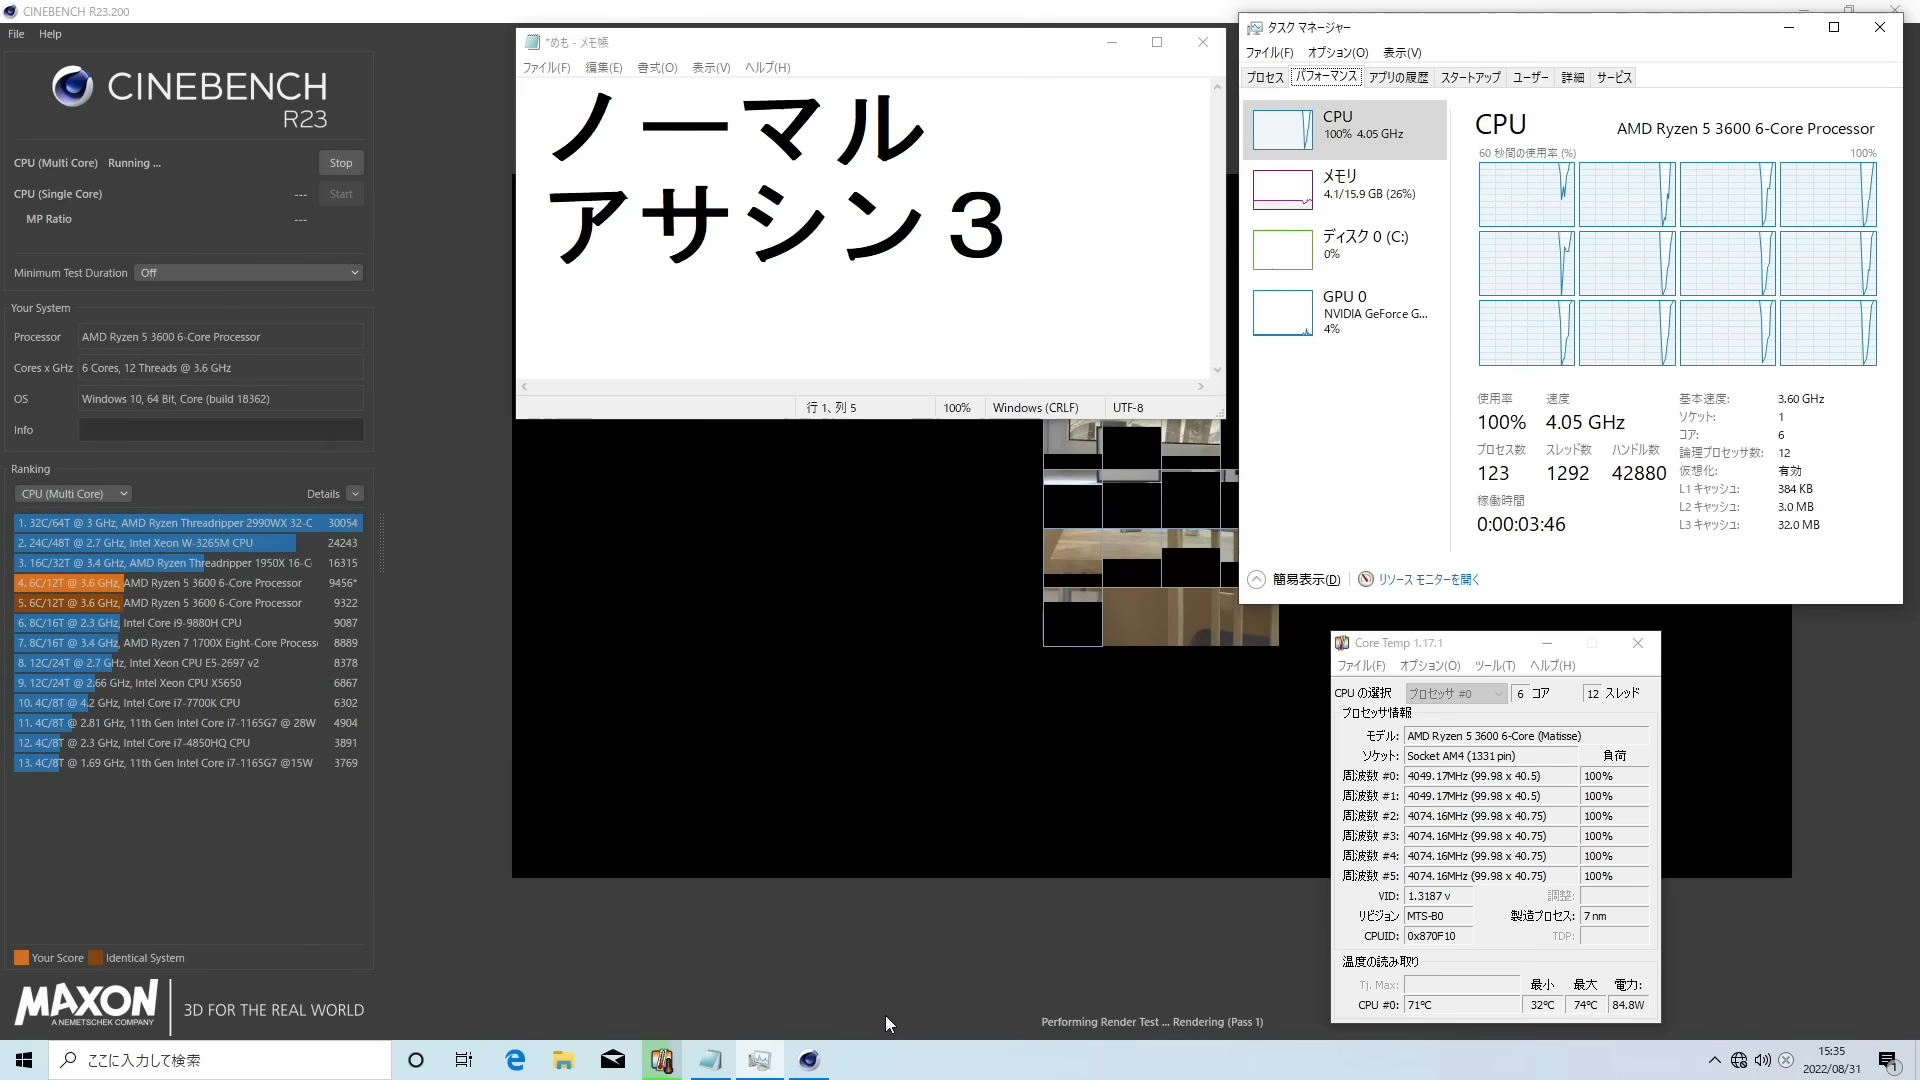 CINEBENCH R23.200
File Help
CINEBENCH
R23
CPU (Multi Core) Running ... Stop
CPU (Single Core) --- Start
MP Ratio ---
Minimum Test Duration Off
Your System
Processor AMD Ryzen 5 3600 6-Core Processor
Cores x GHz 6 Cores, 12 Threads @ 3.6 GHz
OS Windows 10, 64 Bit, Core (build 18362)
Info
Ranking
CPU (Multi Core) Details
1. 32C/64T @ 3 GHz, AMD Ryzen Threadripper 2990WX 32-C 30054
2. 24C/48T @ 2.7 GHz, Intel Xeon W-3265M CPU 24243
3. 16C/32T @ 3.4 GHz, AMD Ryzen Threadripper 1950X 16-C 16315
4. 6C/12T @ 3.6 GHz, AMD Ryzen 5 3600 6-Core Processor 9456*
5. 6C/12T @ 3.6 GHz, AMD Ryzen 5 3600 6-Core Processor 9322
6. 8C/16T @ 2.3 GHz, Intel Core i9-9880H CPU 9087
7. 8C/16T @ 3.4 GHz, AMD Ryzen 7 1700X Eight-Core Process 8889
8. 12C/24T @ 2.7 GHz, Intel Xeon CPU E5-2697 v2 8378
9. 12C/24T @ 2.66 GHz, Intel Xeon CPU X5650 6867
10. 4C/8T @ 4.2 GHz, Intel Core i7-7700K CPU 6302
11. 4C/8T @ 2.81 GHz, 11th Gen Intel Core i7-1165G7 @ 28W 4904
12. 4C/8T @ 2.3 GHz, Intel Core i7-4850HQ CPU 3891
13. 4C/8T @ 1.69 GHz, 11th Gen Intel Core i7-1165G7 @15W 3769
Your Score Identical System
MAXON
A NEMETSCHEK COMPANY
3D FOR THE REAL WORLD
Performing Render Test ... Rendering (Pass 1)
*めも - メモ帳
ファイル(F) 編集(E) 書式(O) 表示(V) ヘルプ(H)
ノーマル
アサシン３
行 1、列 5 100% Windows (CRLF) UTF-8
タスク マネージャー
ファイル(F) オプション(O) 表示(V)
プロセス パフォーマンス アプリの履歴 スタートアップ ユーザー 詳細 サービス
CPU
100% 4.05 GHz
メモリ
4.1/15.9 GB (26%)
ディスク 0 (C:)
0%
GPU 0
NVIDIA GeForce G...
4%
CPU AMD Ryzen 5 3600 6-Core Processor
60 秒間の使用率 (%) 100%
使用率 速度
100% 4.05 GHz
プロセス数 スレッド数 ハンドル数
123 1292 42880
稼働時間
0:00:03:46
基本速度: 3.60 GHz
ソケット: 1
コア: 6
論理プロセッサ数: 12
仮想化: 有効
L1 キャッシュ: 384 KB
L2 キャッシュ: 3.0 MB
L3 キャッシュ: 32.0 MB
簡易表示(D) リソース モニターを開く
Core Temp 1.17.1
ファイル(F) オプション(O) ツール(T) ヘルプ(H)
CPU の選択 プロセッサ #0 6 コア 12 スレッド
プロセッサ情報
モデル: AMD Ryzen 5 3600 6-Core (Matisse)
ソケット: Socket AM4 (1331 pin) 負荷
周波数 #0: 4049.17MHz (99.98 x 40.5) 100%
周波数 #1: 4049.17MHz (99.98 x 40.5) 100%
周波数 #2: 4074.16MHz (99.98 x 40.75) 100%
周波数 #3: 4074.16MHz (99.98 x 40.75) 100%
周波数 #4: 4074.16MHz (99.98 x 40.75) 100%
周波数 #5: 4074.16MHz (99.98 x 40.75) 100%
VID: 1.3187 v 調整:
リビジョン MTS-B0 製造プロセス: 7 nm
CPUID: 0x870F10 TDP:
温度の読み取り
Tj. Max: 最小 最大 電力:
CPU #0: 71℃ 32℃ 74℃ 84.8W
ここに入力して検索
15:35
2022/08/31
1